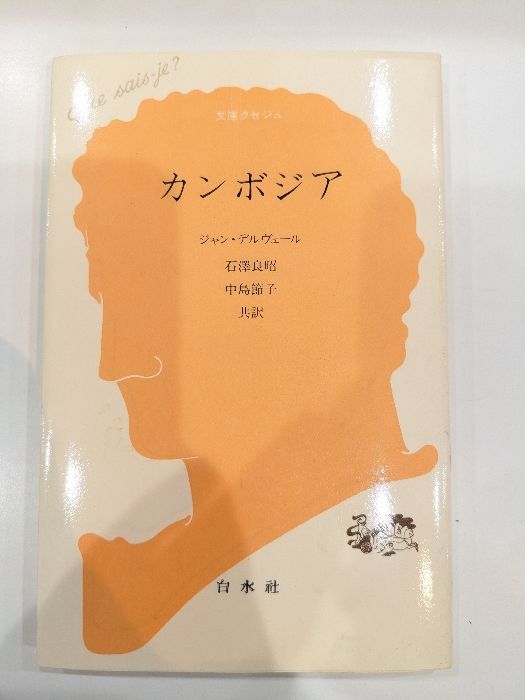 Que sais-je?
文庫クセジュ
カンボジア
ジャン・デルヴェール
石澤良昭
中島節子
共訳
白水社